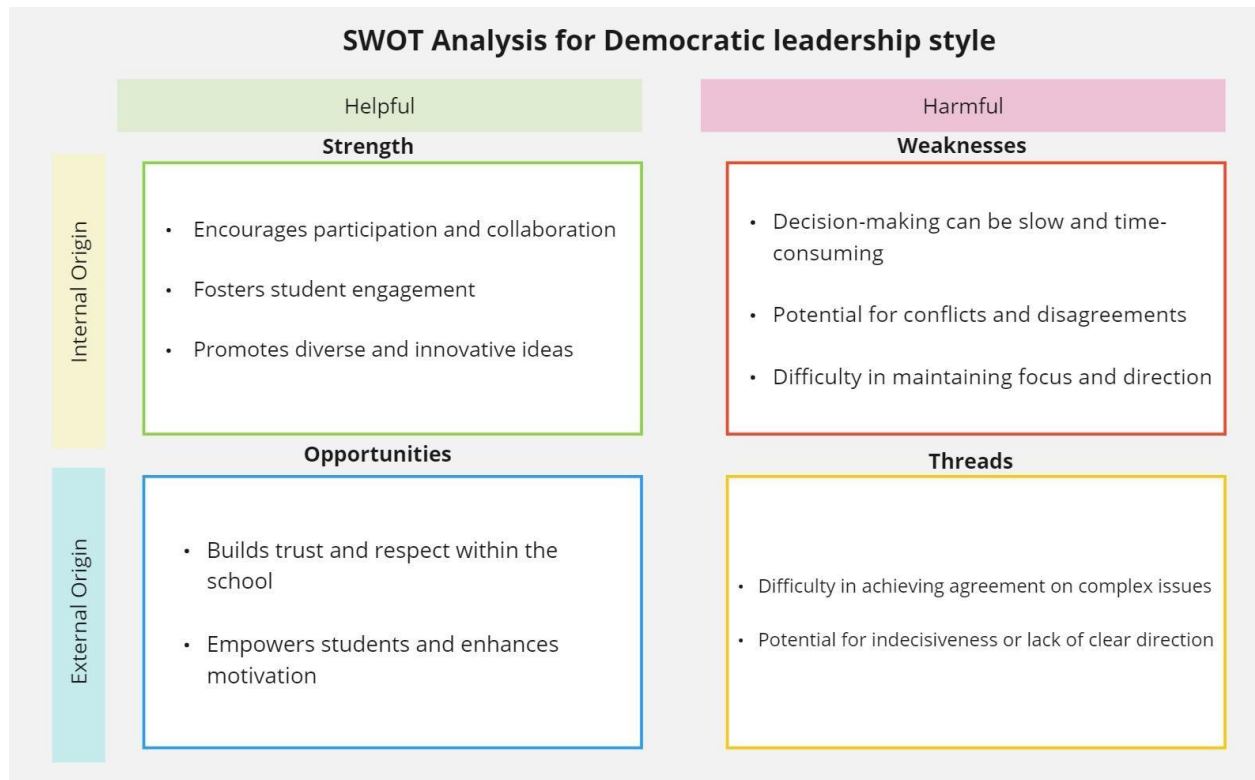 SWOT Analysis for Democratic leadership style
Helpful
Harmful
Internal Origin
Strength
• Encourages participation and collaboration
• Fosters student engagement
• Promotes diverse and innovative ideas
Weaknesses
• Decision-making can be slow and time-
consuming
• Potential for conflicts and disagreements
• Difficulty in maintaining focus and direction
External Origin
Opportunities
• Builds trust and respect within the
school
• Empowers students and enhances
motivation
Threads
• Difficulty in achieving agreement on complex issues
• Potential for indecisiveness or lack of clear direction